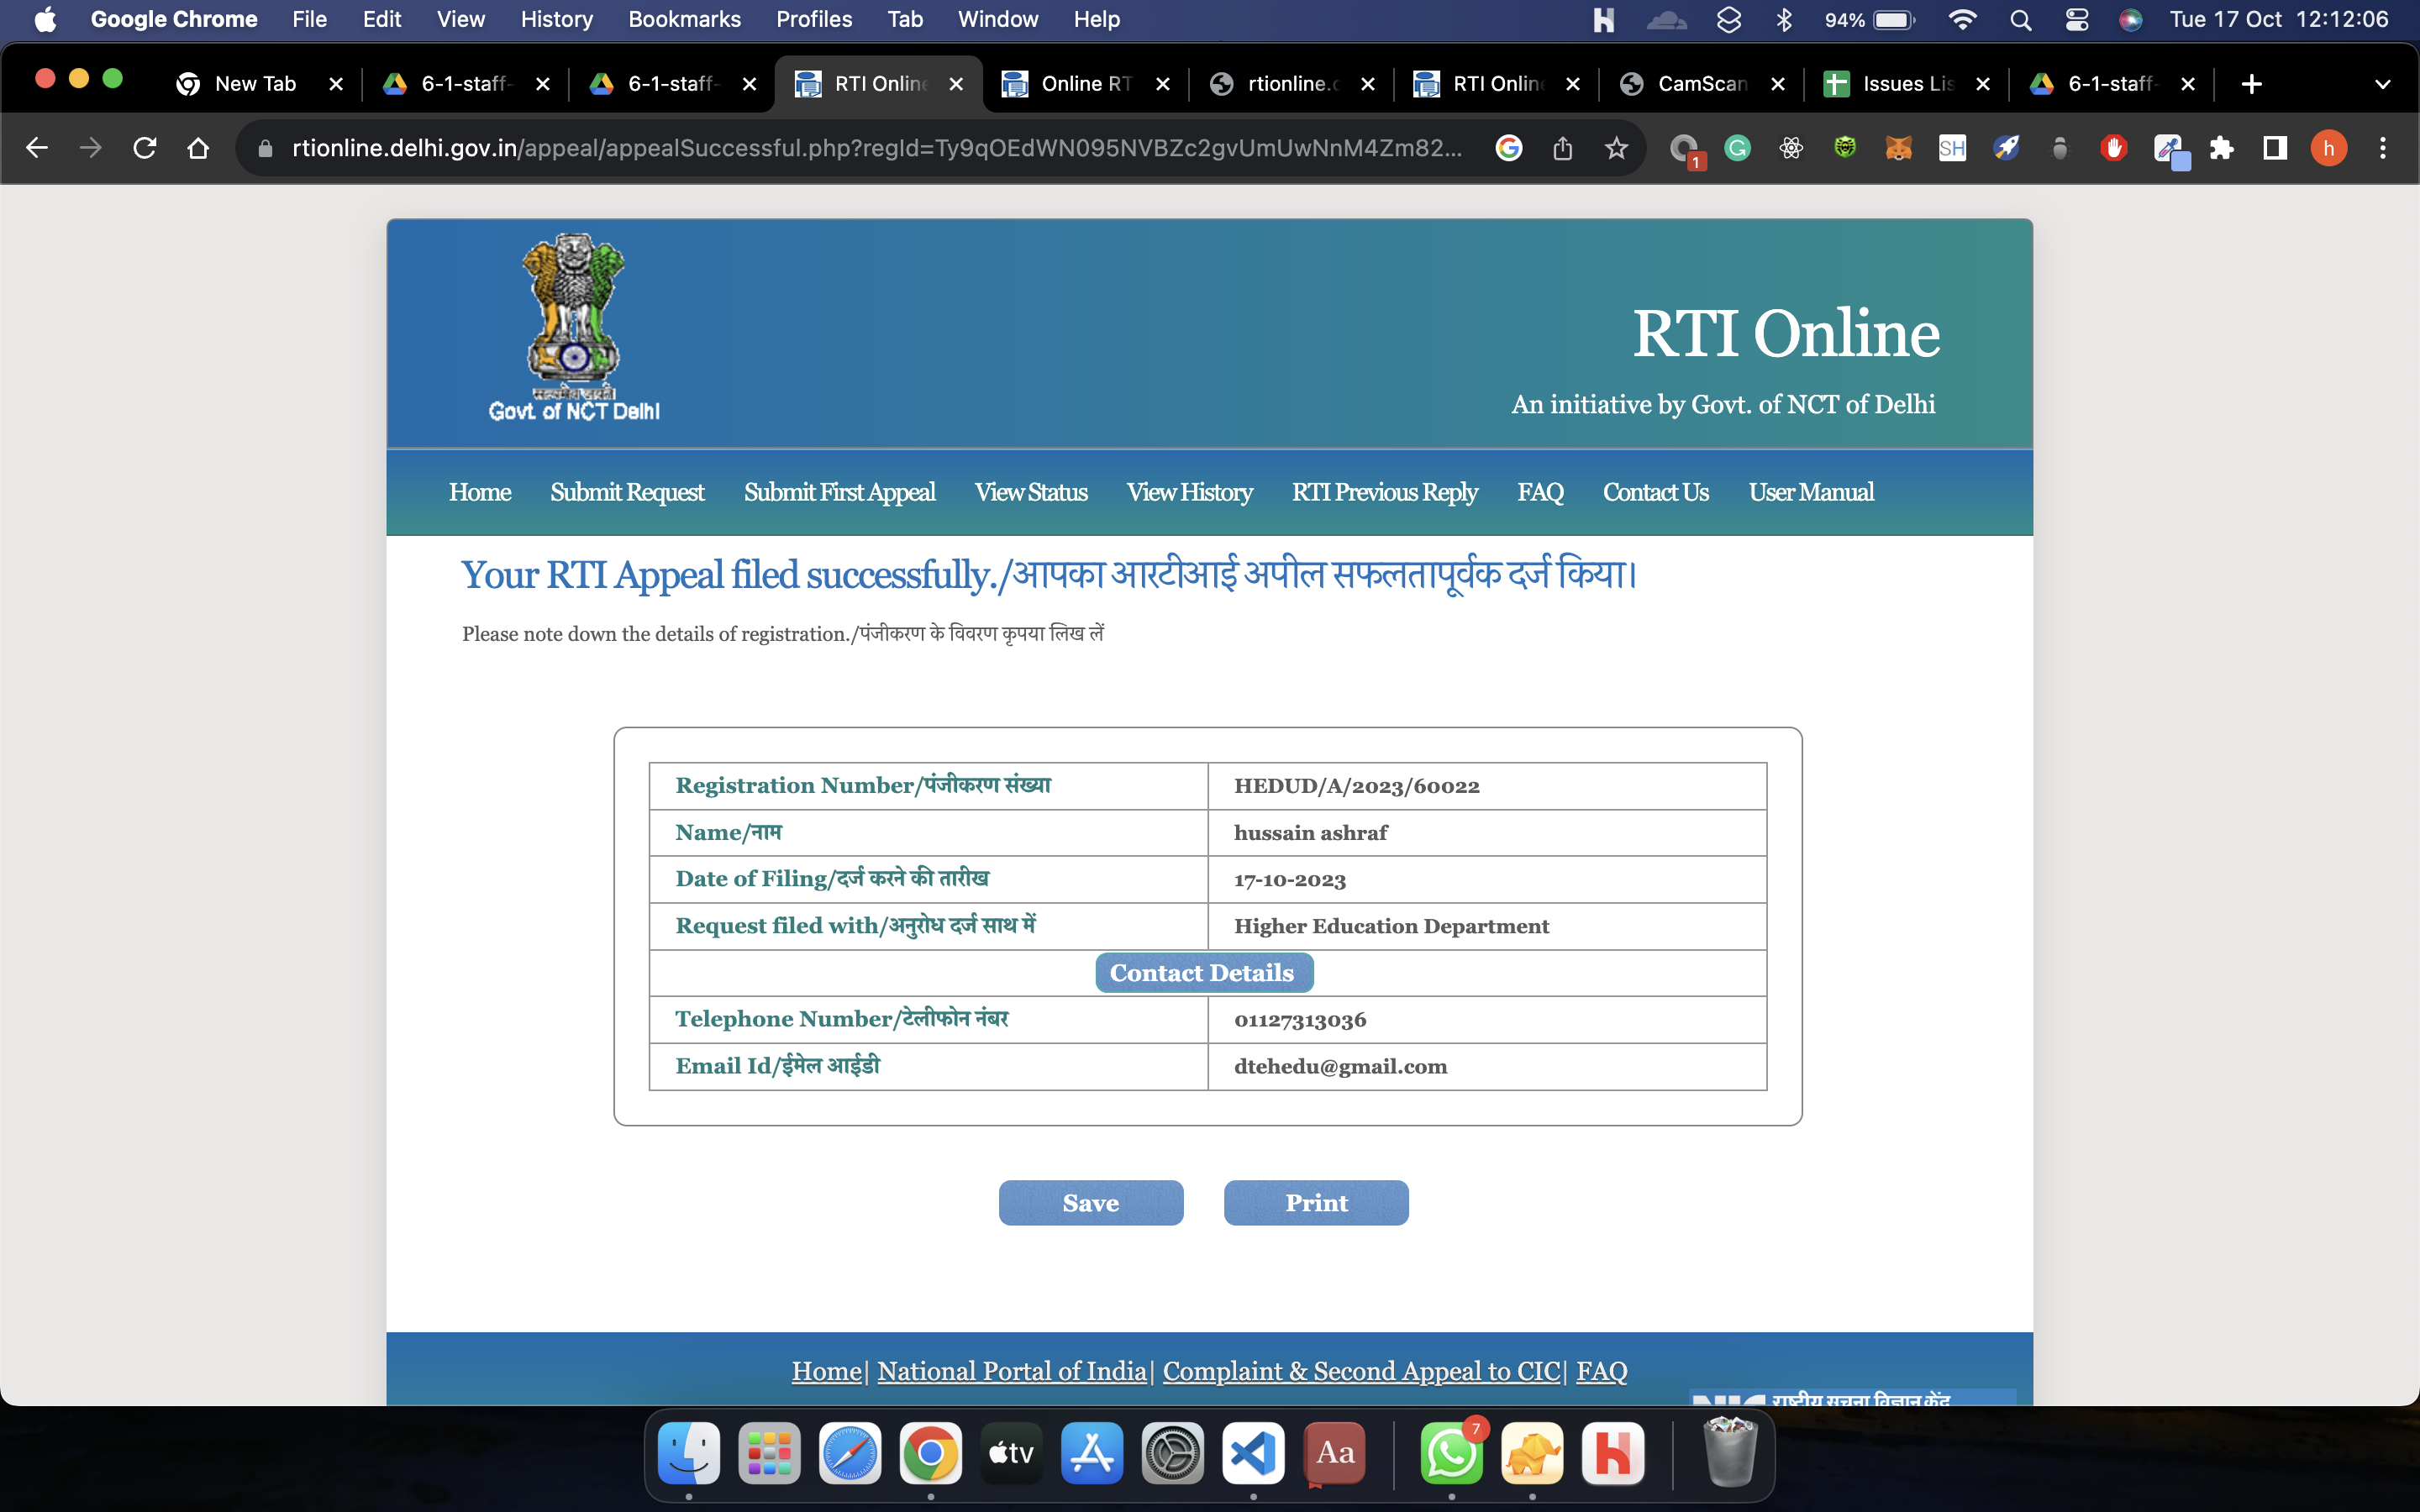 Google Chrome File Edit View History Bookmarks Profiles Tab Window Help 94% Tue 17 Oct 12:12:06
New Tab 6-1-staff- 6-1-staff- RTI Online Online RT rtionline.c RTI Online CamScan Issues Lis 6-1-staff-
rtionline.delhi.gov.in/appeal/appealSuccessful.php?regId=Ty9qOEdWN095NVBZc2gvUmUwNnM4Zm82... 1 SH h
Govt. of NCT Delhi
RTI Online
An initiative by Govt. of NCT of Delhi
Home Submit Request Submit First Appeal View Status View History RTI Previous Reply FAQ Contact Us User Manual
Your RTI Appeal filed successfully./आपका आरटीआई अपील सफलतापूर्वक दर्ज किया।
Please note down the details of registration./पंजीकरण के विवरण कृपया लिख लें
Registration Number/पंजीकरण संख्या HEDUD/A/2023/60022
Name/नाम hussain ashraf
Date of Filing/दर्ज करने की तारीख 17-10-2023
Request filed with/अनुरोध दर्ज साथ में Higher Education Department
Contact Details
Telephone Number/टेलीफोन नंबर 01127313036
Email Id/ईमेल आईडी dtehedu@gmail.com
Save Print
Home| National Portal of India| Complaint & Second Appeal to CIC| FAQ
राष्ट्रीय सूचना विज्ञान केंद्र
tv Aa 7